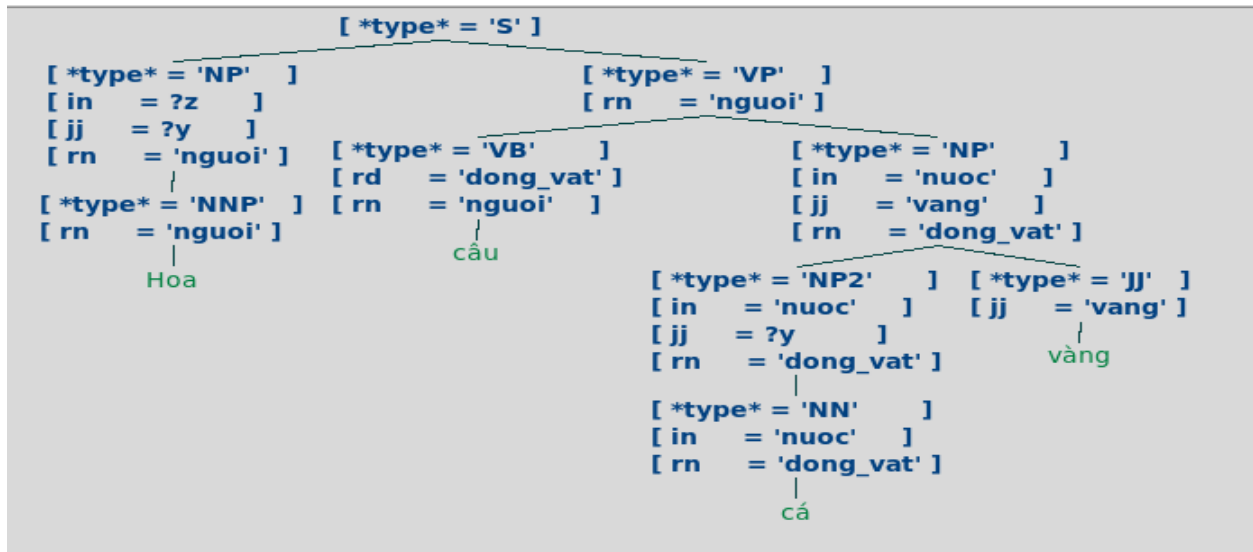 [ *type* = 'S' ]
[ *type* = 'NP' ]
[ in = ?z ]
[ jj = ?y ]
[ rn = 'nguoi' ]
[ *type* = 'VP' ]
[ rn = 'nguoi' ]
[ *type* = 'NNP' ]
[ rn = 'nguoi' ]
Hoa
[ *type* = 'VB' ]
[ rd = 'dong_vat' ]
[ rn = 'nguoi' ]
câu
[ *type* = 'NP' ]
[ in = 'nuoc' ]
[ jj = 'vang' ]
[ rn = 'dong_vat' ]
[ *type* = 'NP2' ]
[ in = 'nuoc' ]
[ jj = ?y ]
[ rn = 'dong_vat' ]
[ *type* = 'JJ' ]
[ jj = 'vang' ]
vàng
[ *type* = 'NN' ]
[ in = 'nuoc' ]
[ rn = 'dong_vat' ]
cá